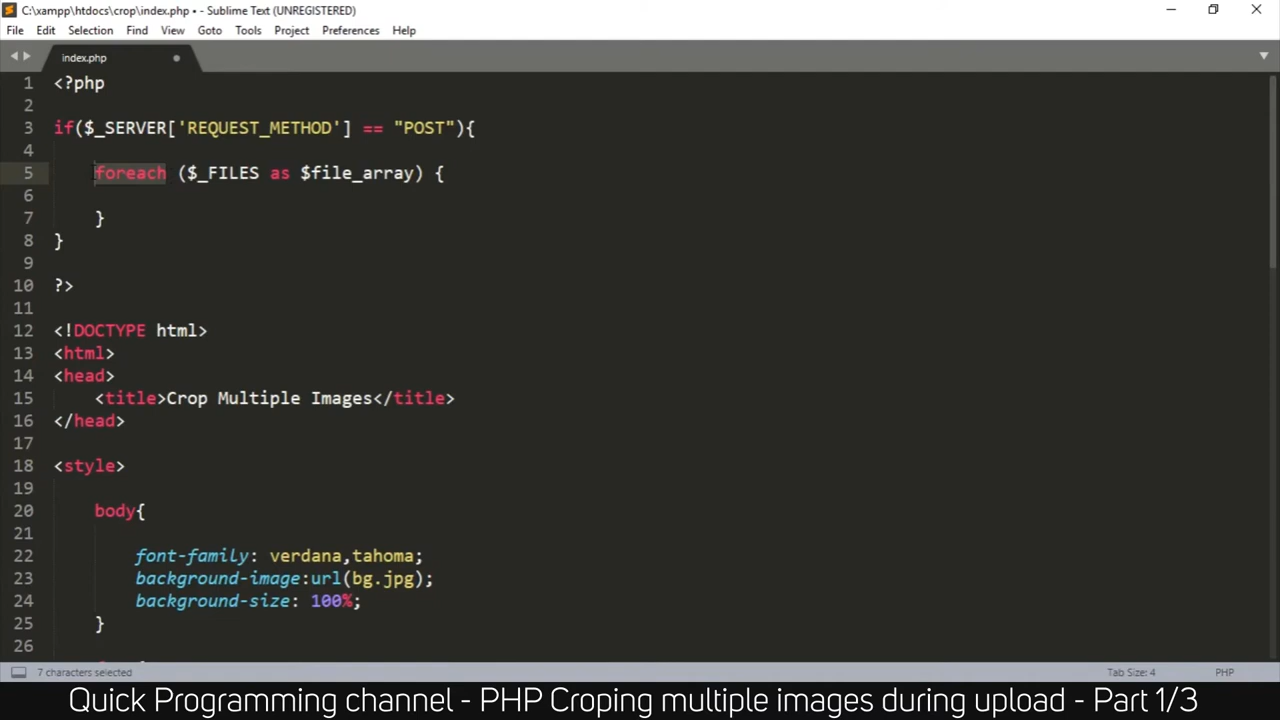 C:\xampp\htdocs\crop\index.php • - Sublime Text (UNREGISTERED)
File Edit Selection Find View Goto Tools Project Preferences Help
index.php
1 <?php
2
3 if($_SERVER['REQUEST_METHOD'] == "POST"){
4
5 foreach ($_FILES as $file_array) {
6
7 }
8 }
9
10 ?>
11
12 <!DOCTYPE html>
13 <html>
14 <head>
15 <title>Crop Multiple Images</title>
16 </head>
17
18 <style>
19
20 body{
21
22 font-family: verdana,tahoma;
23 background-image:url(bg.jpg);
24 background-size: 100%;
25 }
26
7 characters selected Tab Size: 4 PHP
Quick Programming channel - PHP Croping multiple images during upload - Part 1/3